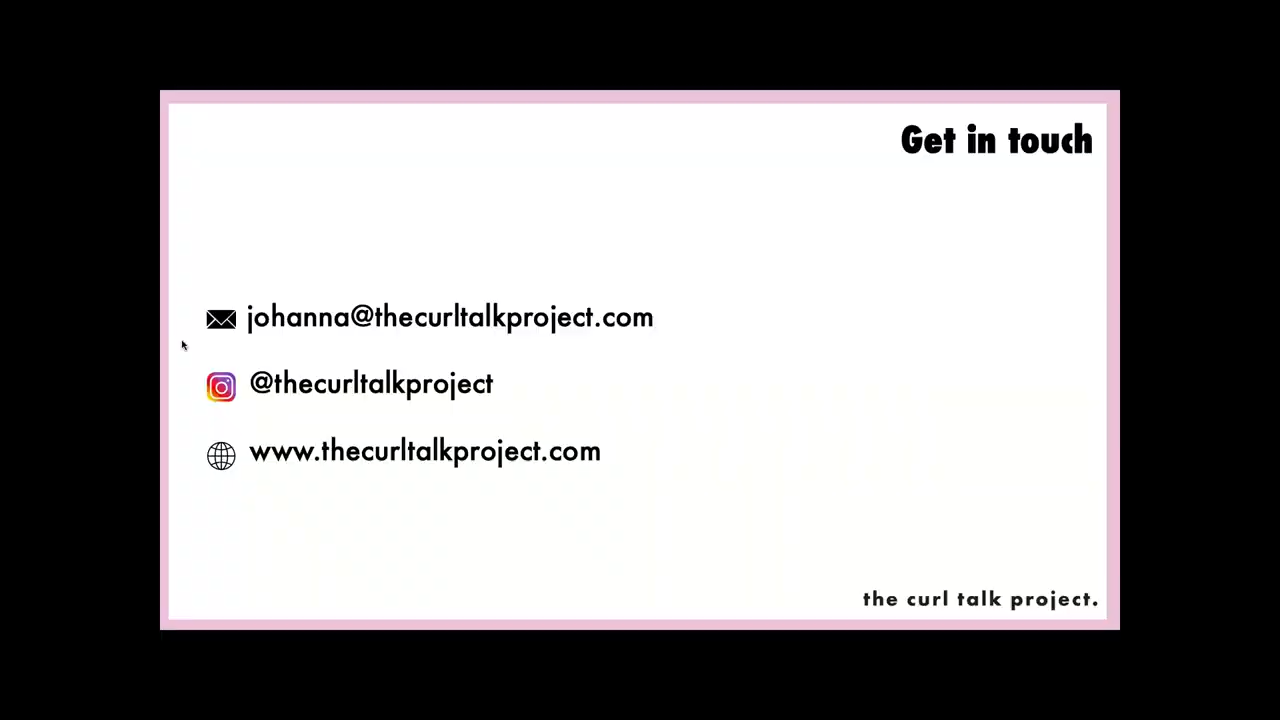 Get in touch
johanna@thecurltalkproject.com
@thecurltalkproject
www.thecurltalkproject.com
the curl talk project.